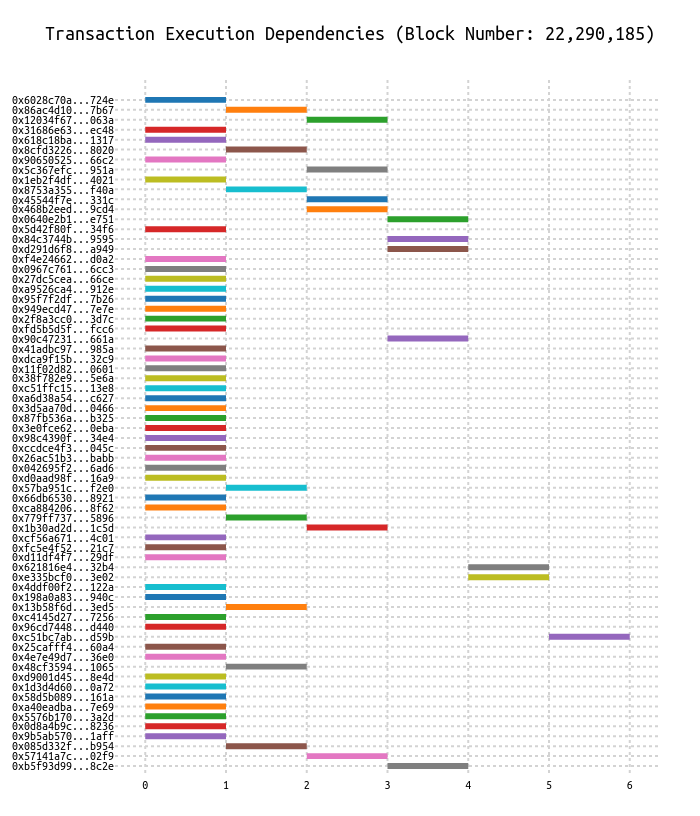 Transaction Execution Dependencies (Block Number: 22,290,185)
0x6028c70a...724e
0x86ac4d10...7b67
0x12034f67...063a
0x31686e63...ec48
0x618c18ba...1317
0x8cfd3226...8020
0x90650525...66c2
0x5c367efc...951a
0x1eb2f4df...4021
0x8753a355...f40a
0x45544f7e...331c
0x468b2eed...9cd4
0x0640e2b1...e751
0x5d42f80f...34f6
0x84c3744b...9595
0xd291d6f8...a949
0xf4e24662...d0a2
0x0967c761...6cc3
0x27dc5cea...66ce
0xa9526ca4...912e
0x95f7f2df...7b26
0x949ecd47...7e7e
0x2f8a3cc0...3d7c
0xfd5b5d5f...fcc6
0x90c47231...661a
0x41adbc97...985a
0xdca9f15b...32c9
0x11f02d82...0601
0x38f782e9...5e6a
0xc51ffc15...13e8
0xa6d38a54...c627
0x3d5aa70d...0466
0x87fb536a...b325
0x3e0fce62...0eba
0x98c4390f...34e4
0xccdce4f3...045c
0x26ac51b3...babb
0x042695f2...6ad6
0xd0aad98f...16a9
0x57ba951c...f2e0
0x66db6530...8921
0xca884206...8f62
0x779ff737...5896
0x1b30ad2d...1c5d
0xcf56a671...4c01
0xfc5e4f52...21c7
0xd11df4f7...29df
0x621816e4...32b4
0xe335bcf0...3e02
0x4ddf00f2...122a
0x198a0a83...940c
0x13b58f6d...3ed5
0xc4145d27...7256
0x96cd7448...d440
0xc51bc7ab...d59b
0x25cafff4...60a4
0x4e7e49d7...36e0
0x48cf3594...1065
0xd9001d45...8e4d
0x1d3d4d60...0a72
0x58d5b089...161a
0xa40eadba...7e69
0x5576b170...3a2d
0x0d8a4b9c...8236
0x9b5ab570...1aff
0x085d332f...b954
0x57141a7c...02f9
0xb5f93d99...8c2e
0 1 2 3 4 5 6